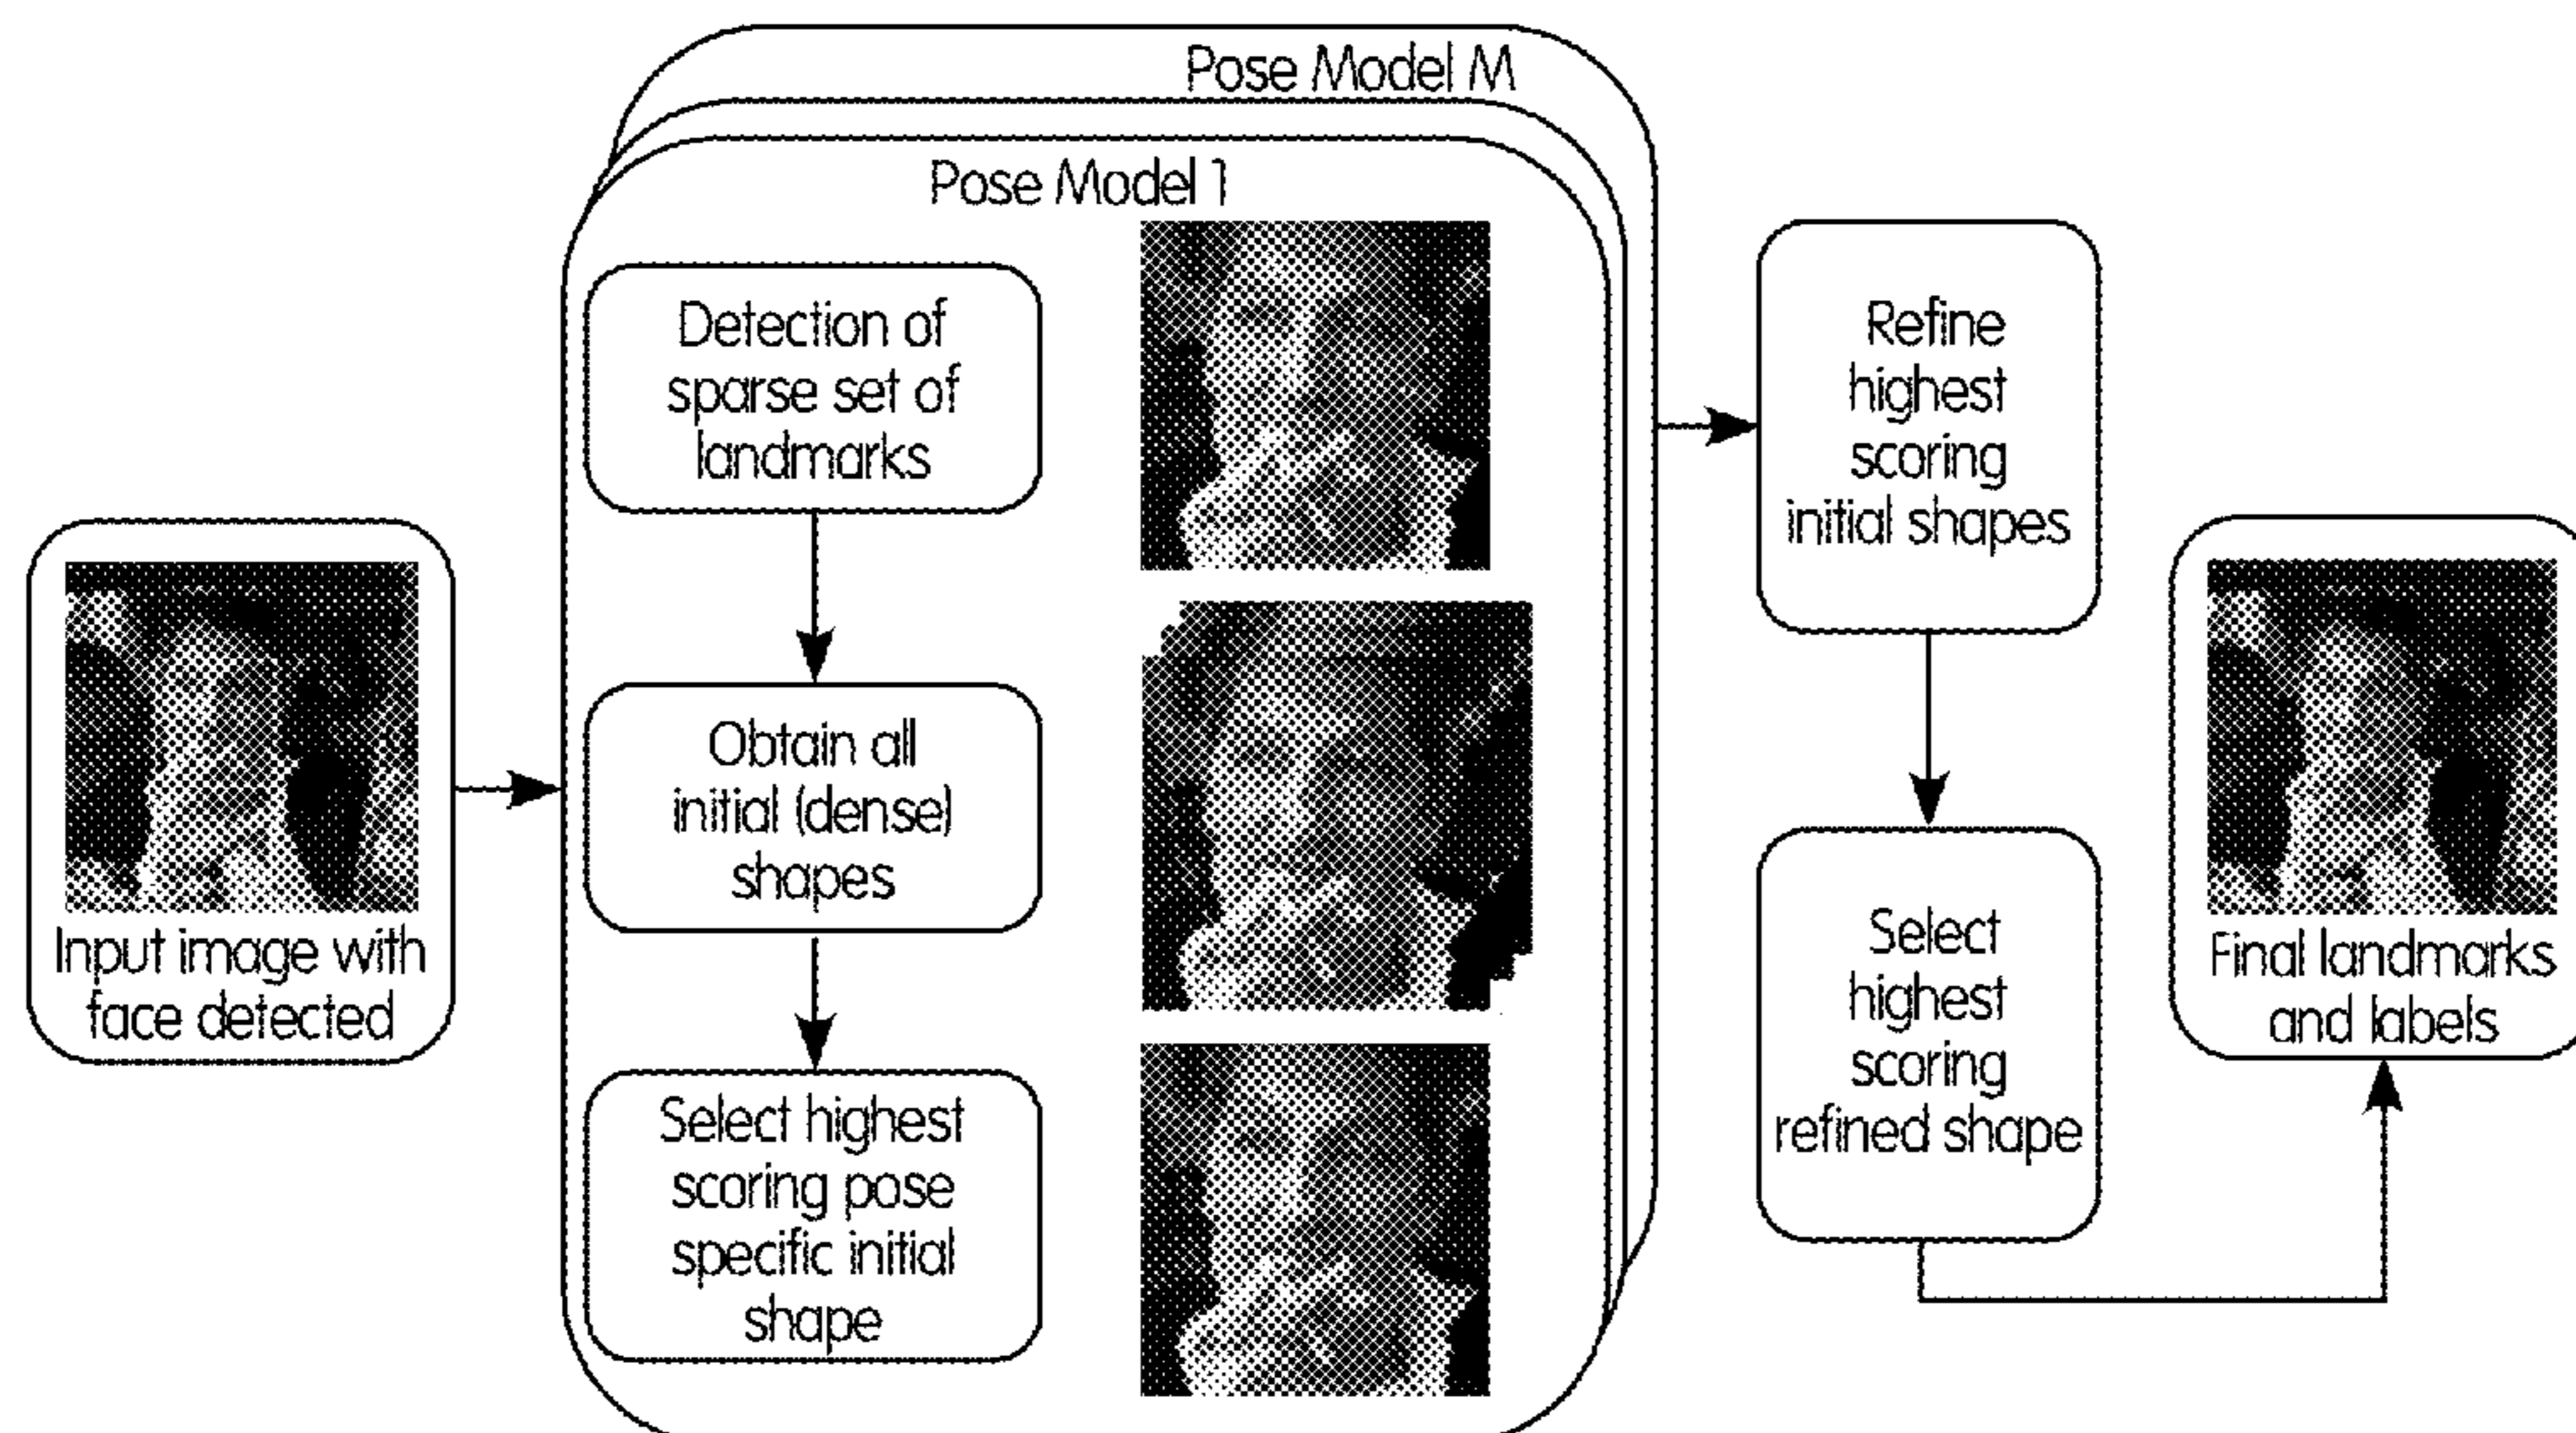 Pose Model M
Pose Model 1
Input image with
face detected
Detection of
sparse set of
landmarks
Obtain all
initial (dense)
shapes
Select highest
scoring pose
specific initial
shape
Refine
highest
scoring
initial shapes
Select
highest
scoring
refined shape
Final landmarks
and labels